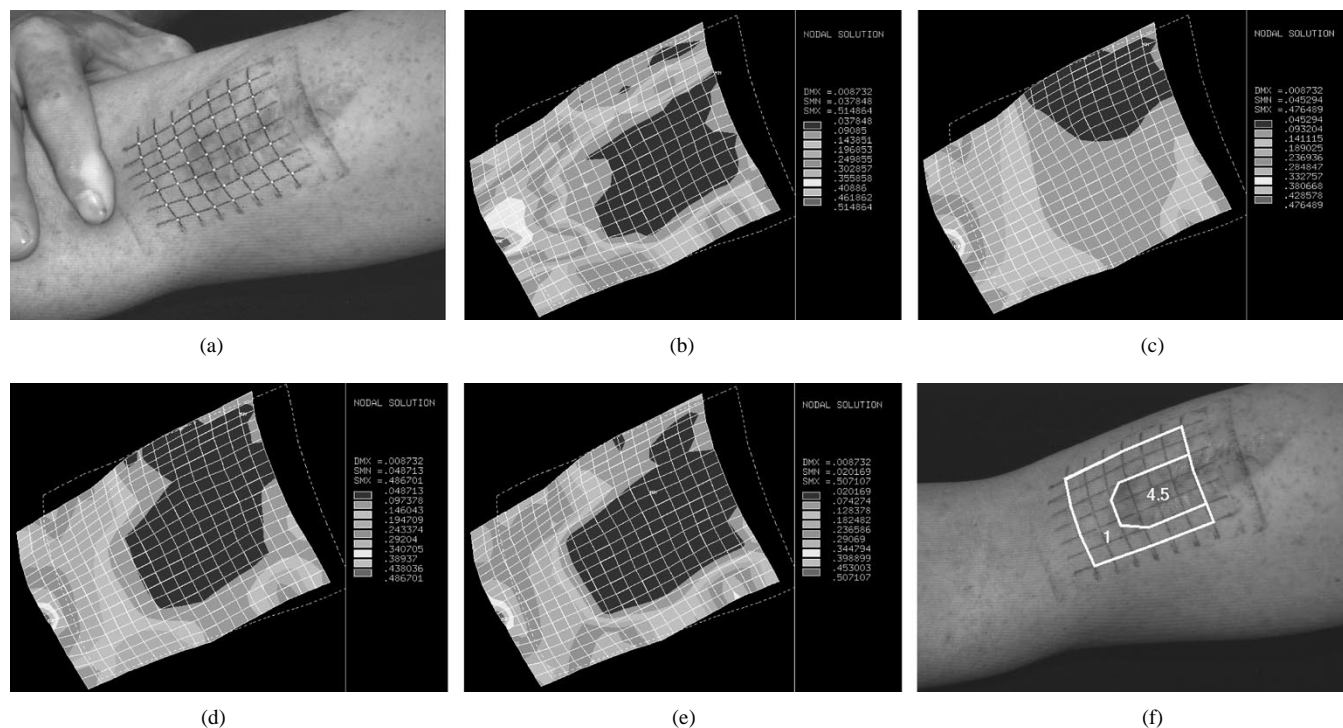 NODAL SOLUTION
DMX =.008732
SMN =.037848
SMX =.514864
.037848
.09085
.143851
.196853
.249855
.302857
.355858
.40886
.461862
.514864
NODAL SOLUTION
DMX =.008732
SMN =.045294
SMX =.476489
.045294
.093204
.141115
.189025
.236936
.284847
.332757
.380668
.428578
.476489
(a)
(b)
(c)
NODAL SOLUTION
DMX =.008732
SMN =.048713
SMX =.486701
.048713
.097378
.146043
.194709
.243374
.29204
.340705
.38937
.438036
.486701
NODAL SOLUTION
DMX =.008732
SMN =.020169
SMX =.507107
.020169
.074274
.128378
.182482
.236586
.29069
.344794
.398899
.453003
.507107
4.5
1
(d)
(e)
(f)